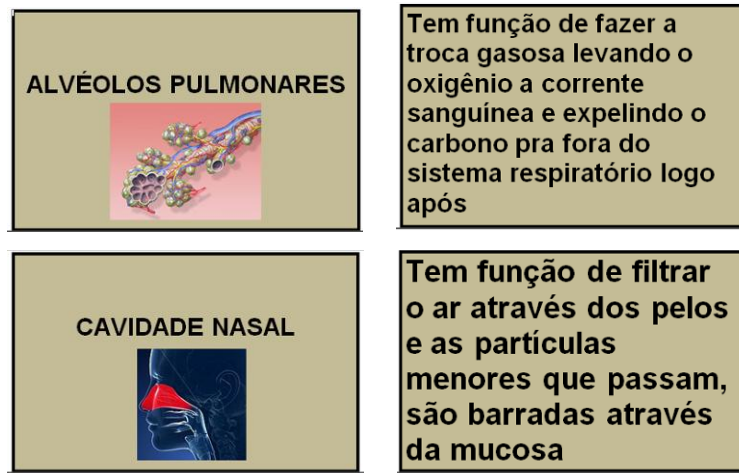 ALVÉOLOS PULMONARES
Tem função de fazer a
troca gasosa levando o
oxigênio a corrente
sanguínea e expelindo o
carbono pra fora do
sistema respiratório logo
após
CAVIDADE NASAL
Tem função de filtrar
o ar através dos pelos
e as partículas
menores que passam,
são barradas através
da mucosa